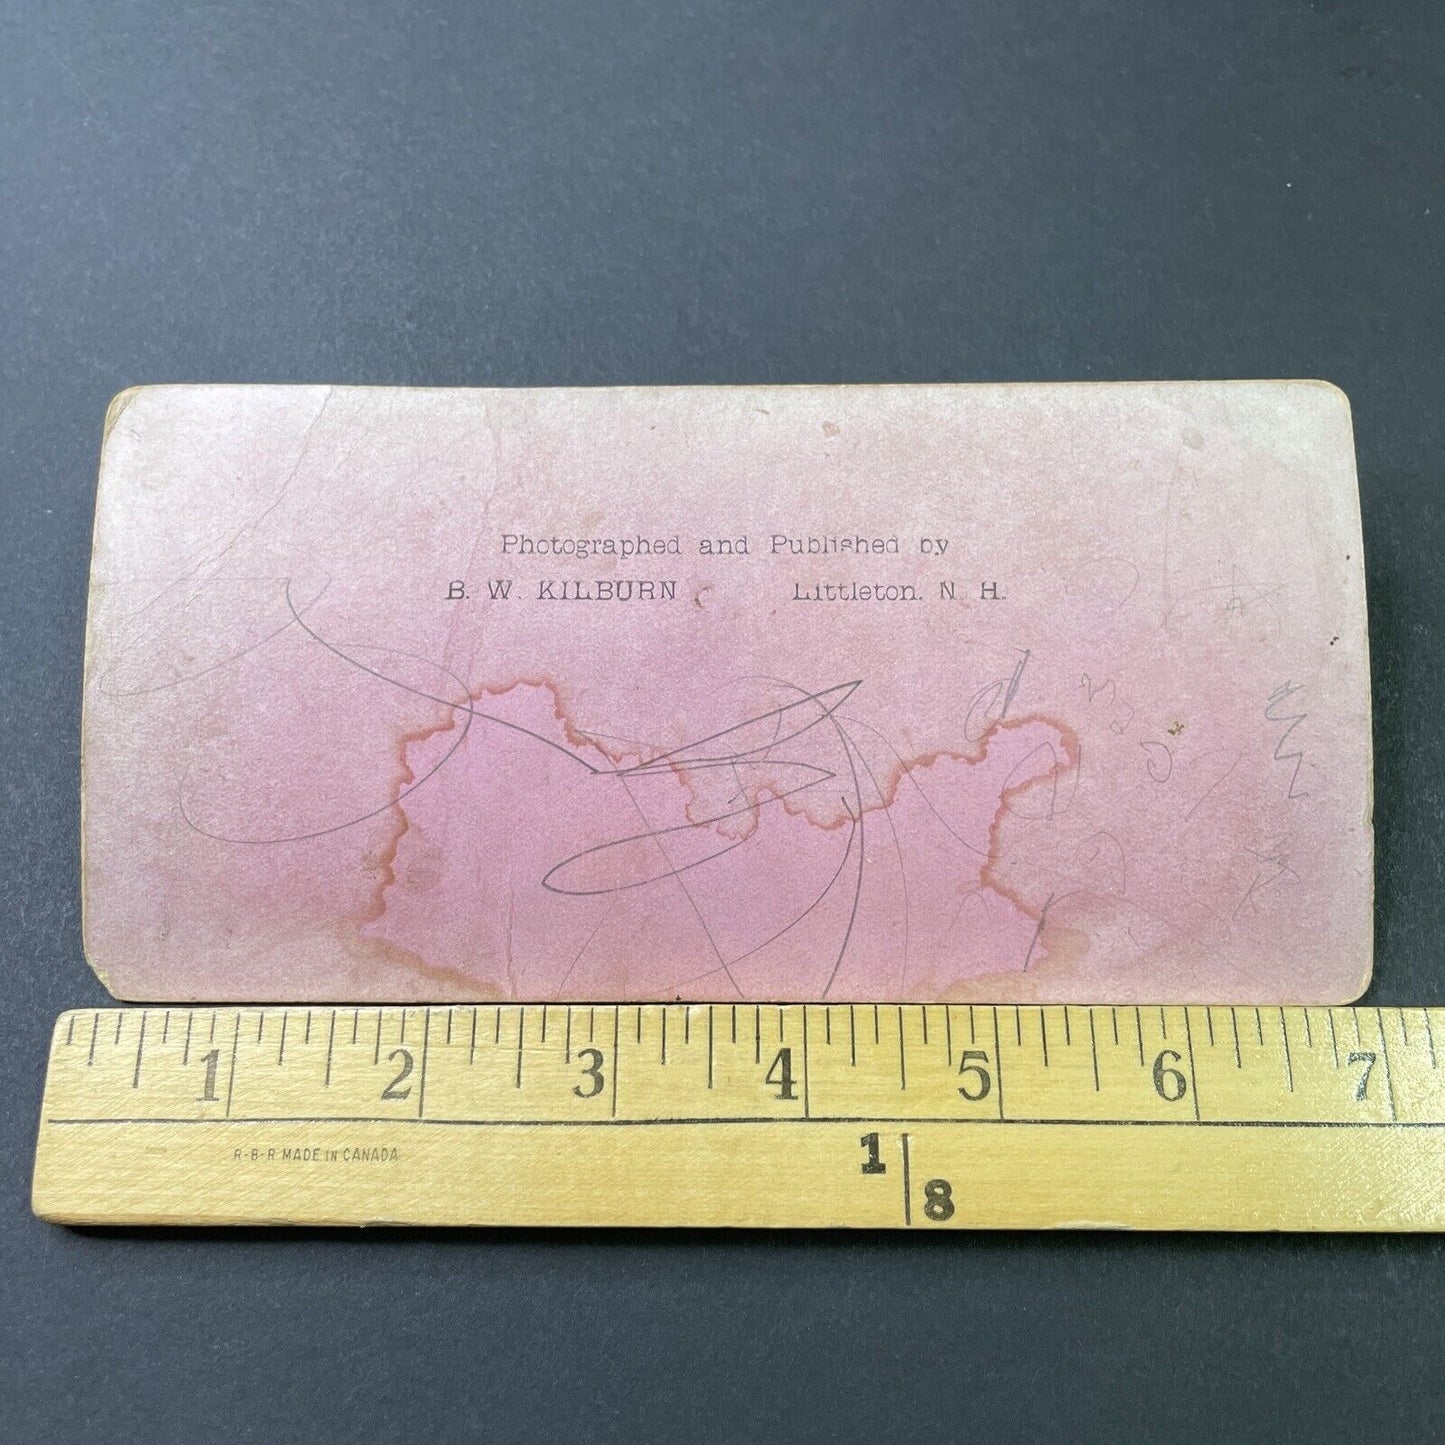 Photographed and Published by
B. W. KILBURN Littleton, N. H.
1 2 3 4 5 6 7
R-B-R MADE IN CANADA
1
8